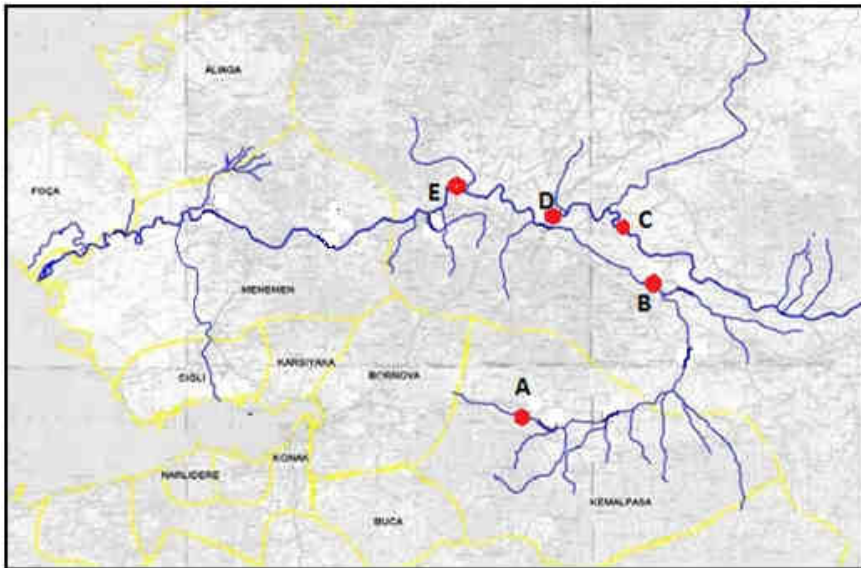 ALIAGA
FOÇA
E
D
C
MENEMEN
B
KARSIYAKA
CIGLI
BORNOVA
A
KONAK
NARLIDERE
KEMALPASA
BUCA